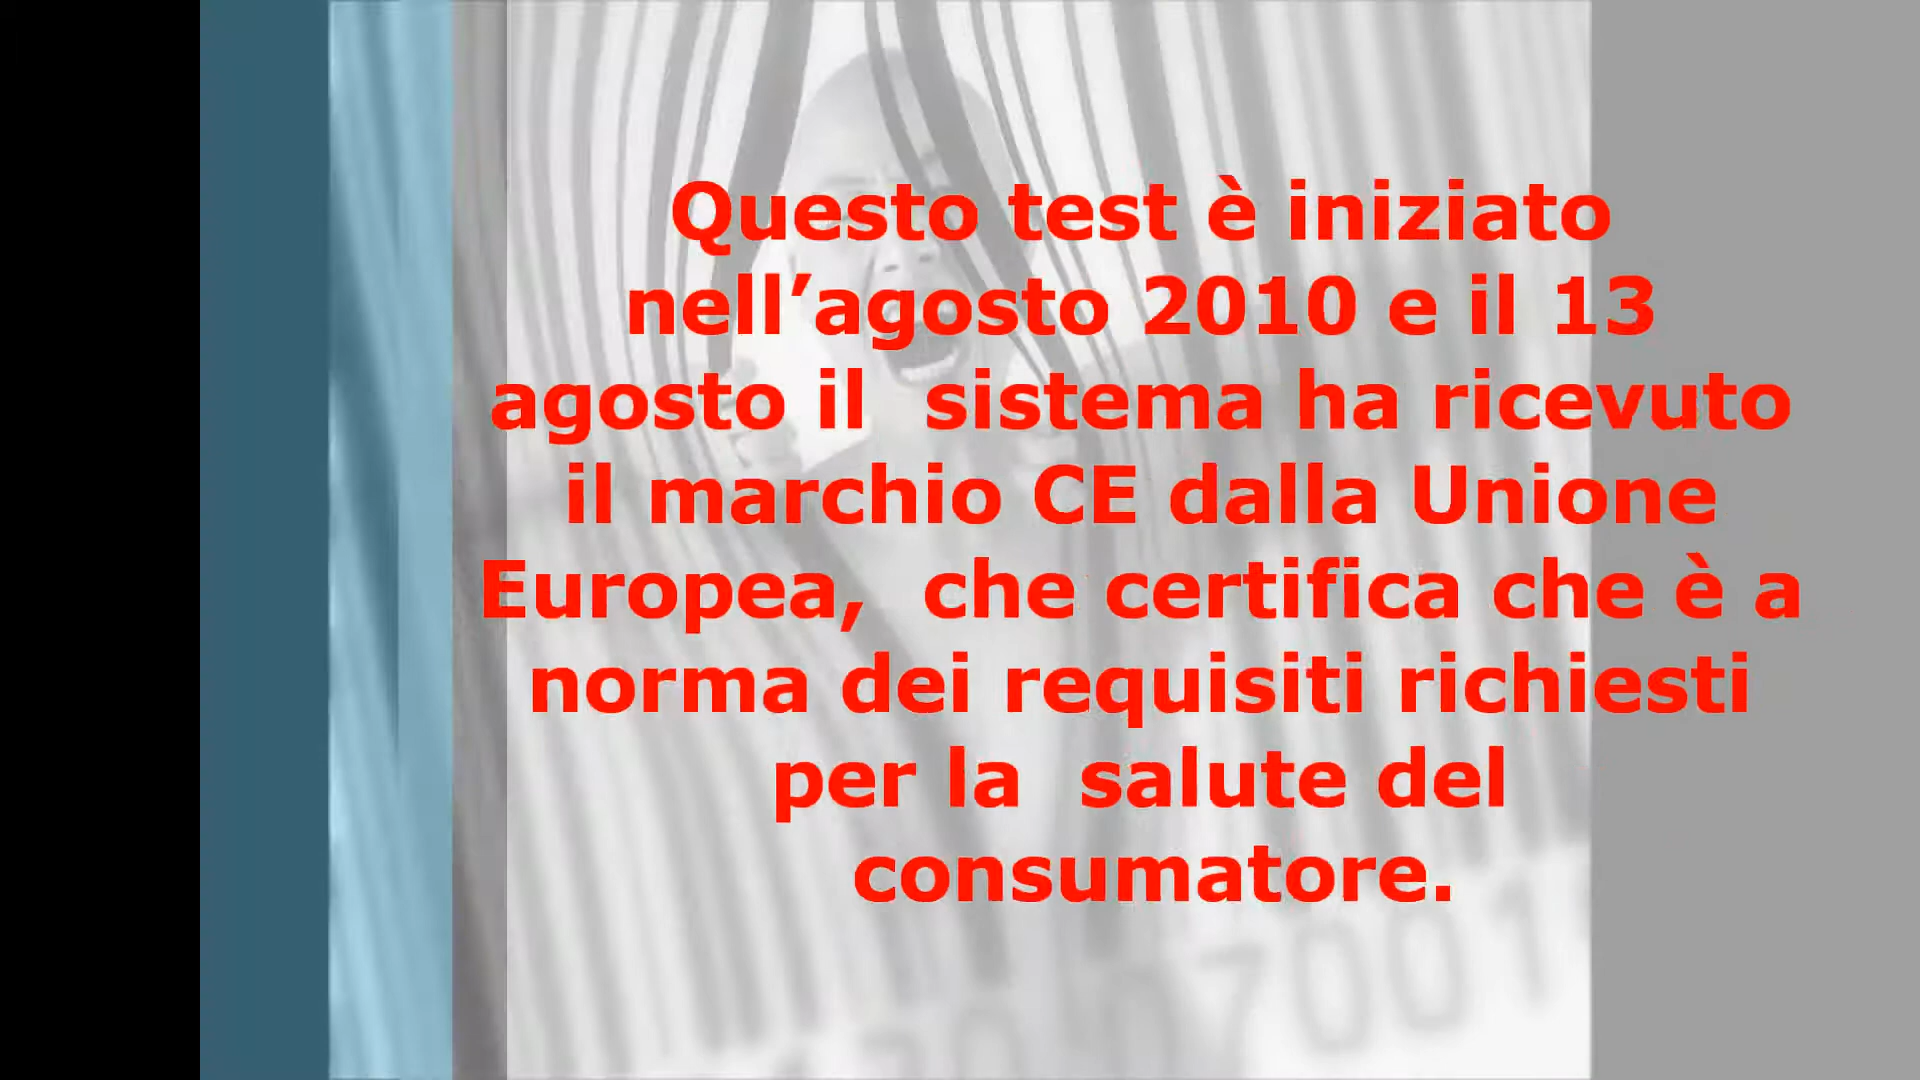 Questo test è iniziato
nell’agosto 2010 e il 13
agosto il sistema ha ricevuto
il marchio CE dalla Unione
Europea, che certifica che è a
norma dei requisiti richiesti
per la salute del
consumatore.